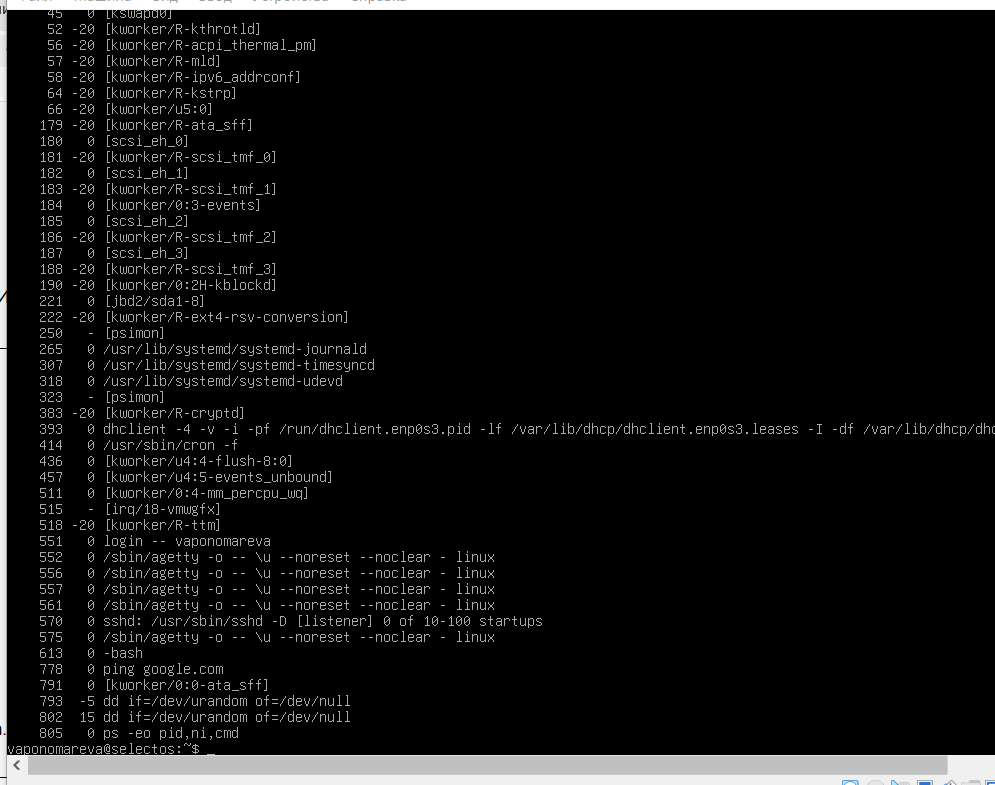 45 0 [kswapd0]
52 -20 [kworker/R-kthrotld]
56 -20 [kworker/R-acpi_thermal_pm]
57 -20 [kworker/R-mld]
58 -20 [kworker/R-ipv6_addrconf]
64 -20 [kworker/R-kstrp]
66 -20 [kworker/u5:0]
179 -20 [kworker/R-ata_sff]
180 0 [scsi_eh_0]
181 -20 [kworker/R-scsi_tmf_0]
182 0 [scsi_eh_1]
183 -20 [kworker/R-scsi_tmf_1]
184 0 [kworker/0:3-events]
185 0 [scsi_eh_2]
186 -20 [kworker/R-scsi_tmf_2]
187 0 [scsi_eh_3]
188 -20 [kworker/R-scsi_tmf_3]
190 -20 [kworker/0:2H-kblockd]
221 0 [jbd2/sda1-8]
222 -20 [kworker/R-ext4-rsv-conversion]
250 - [psimon]
265 0 /usr/lib/systemd/systemd-journald
307 0 /usr/lib/systemd/systemd-timesyncd
318 0 /usr/lib/systemd/systemd-udevd
323 - [psimon]
383 -20 [kworker/R-cryptd]
393 0 dhclient -4 -v -i -pf /run/dhclient.enp0s3.pid -lf /var/lib/dhcp/dhclient.enp0s3.leases -I -df /var/lib/dhcp/dhc
414 0 /usr/sbin/cron -f
436 0 [kworker/u4:4-flush-8:0]
457 0 [kworker/u4:5-events_unbound]
511 0 [kworker/0:4-mm_percpu_wq]
515 - [irq/18-vmwgfx]
518 -20 [kworker/R-ttm]
551 0 login -- vaponomareva
552 0 /sbin/agetty -o -- \u --noreset --noclear - linux
556 0 /sbin/agetty -o -- \u --noreset --noclear - linux
557 0 /sbin/agetty -o -- \u --noreset --noclear - linux
561 0 /sbin/agetty -o -- \u --noreset --noclear - linux
570 0 sshd: /usr/sbin/sshd -D [listener] 0 of 10-100 startups
575 0 /sbin/agetty -o -- \u --noreset --noclear - linux
613 0 -bash
778 0 ping google.com
791 0 [kworker/0:0-ata_sff]
793 -5 dd if=/dev/urandom of=/dev/null
802 15 dd if=/dev/urandom of=/dev/null
805 0 ps -eo pid,ni,cmd
vaponomareva@selectos:~$ _